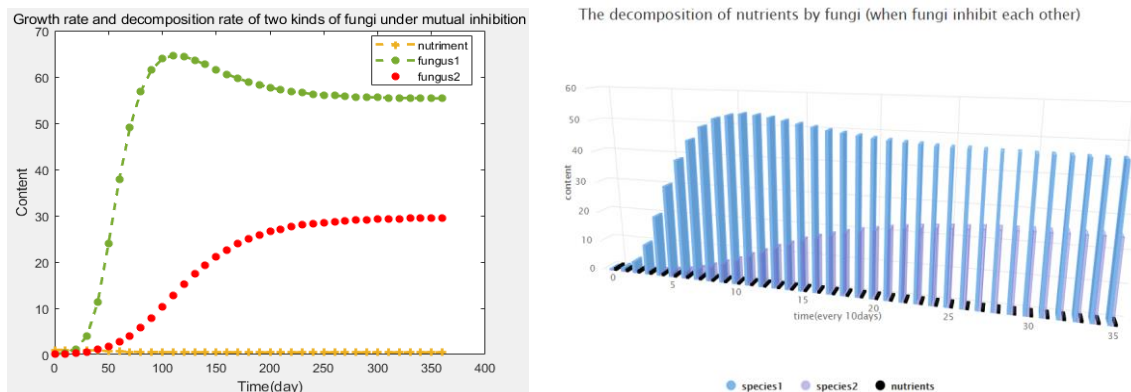 Growth rate and decomposition rate of two kinds of fungi under mutual inhibition
70
60
50
40
30
20
10
0
Content
nutriment
fungus1
fungus2
0 50 100 150 200 250 300 350 400
Time(day)
The decomposition of nutrients by fungi (when fungi inhibit each other)
60
50
40
30
20
10
0
content
0 5 10 15 20 25 30 35
time(every 10days)
species1 species2 nutrients